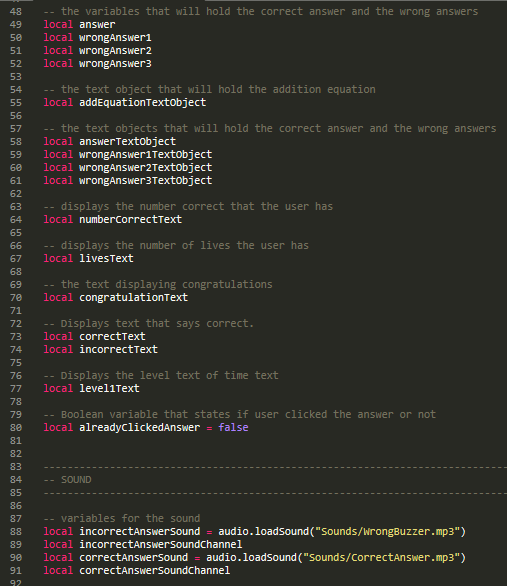 48 -- the variables that will hold the correct answer and the wrong answers
49 local answer
50 local wrongAnswer1
51 local wrongAnswer2
52 local wrongAnswer3
53
54 -- the text object that will hold the addition equation
55 local addEquationTextObject
56
57 -- the text objects that will hold the correct answer and the wrong answers
58 local answerTextObject
59 local wrongAnswer1TextObject
60 local wrongAnswer2TextObject
61 local wrongAnswer3TextObject
62
63 -- displays the number correct that the user has
64 local numberCorrectText
65
66 -- displays the number of lives the user has
67 local livesText
68
69 -- the text displaying congratulations
70 local congratulationText
71
72 -- Displays text that says correct.
73 local correctText
74 local incorrectText
75
76 -- Displays the level text of time text
77 local level1Text
78
79 -- Boolean variable that states if user clicked the answer or not
80 local alreadyClickedAnswer = false
81
82
83 -----------------------------------------------------------------------------
84 -- SOUND
85 -----------------------------------------------------------------------------
86
87 -- variables for the sound
88 local incorrectAnswerSound = audio.loadSound("Sounds/WrongBuzzer.mp3")
89 local incorrectAnswerSoundChannel
90 local correctAnswerSound = audio.loadSound("Sounds/CorrectAnswer.mp3")
91 local correctAnswerSoundChannel
92